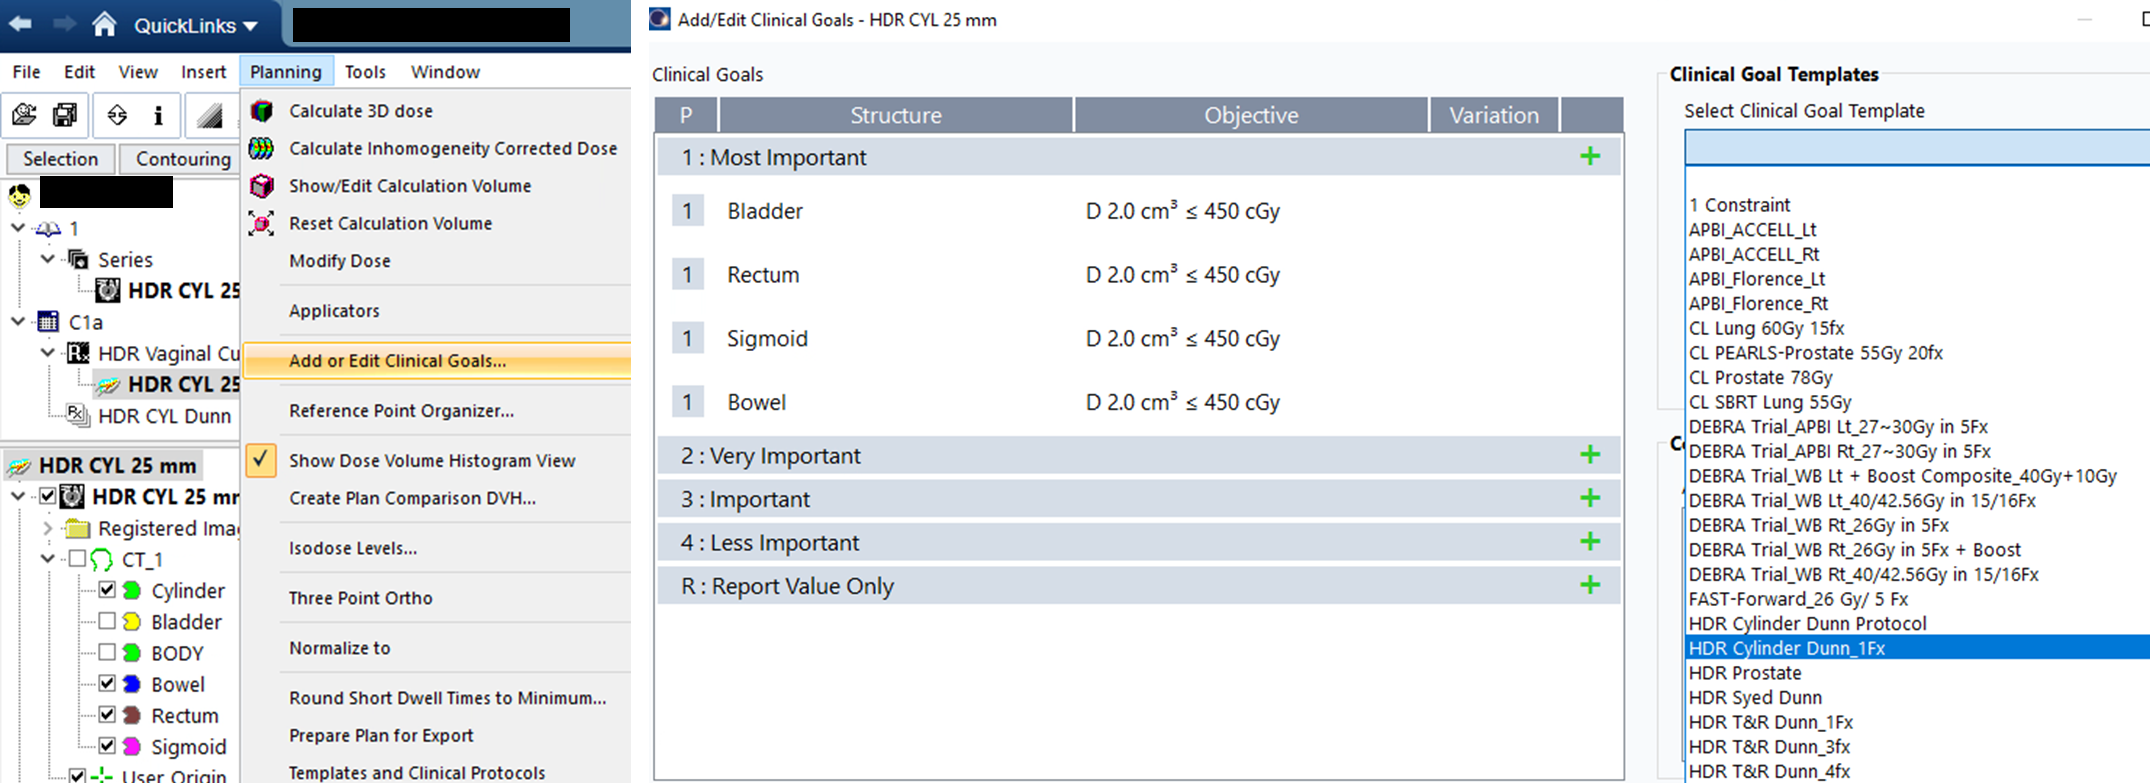 QuickLinks
File Edit View Insert Planning Tools Window
Selection Contouring
1
Series
HDR CYL 25
C1a
HDR Vaginal Cu
HDR CYL 25
HDR CYL Dunn
HDR CYL 25 mm
HDR CYL 25 mr
Registered Imag
CT_1
Cylinder
Bladder
BODY
Bowel
Rectum
Sigmoid
User Origin
Calculate 3D dose
Calculate Inhomogeneity Corrected Dose
Show/Edit Calculation Volume
Reset Calculation Volume
Modify Dose
Applicators
Add or Edit Clinical Goals...
Reference Point Organizer...
Show Dose Volume Histogram View
Create Plan Comparison DVH...
Isodose Levels...
Three Point Ortho
Normalize to
Round Short Dwell Times to Minimum...
Prepare Plan for Export
Templates and Clinical Protocols
Add/Edit Clinical Goals - HDR CYL 25 mm
Clinical Goals
P Structure Objective Variation
1 : Most Important +
1 Bladder D 2.0 cm³ ≤ 450 cGy
1 Rectum D 2.0 cm³ ≤ 450 cGy
1 Sigmoid D 2.0 cm³ ≤ 450 cGy
1 Bowel D 2.0 cm³ ≤ 450 cGy
2 : Very Important +
3 : Important +
4 : Less Important +
R : Report Value Only +
Clinical Goal Templates
Select Clinical Goal Template
1 Constraint
APBI_ACCELL_Lt
APBI_ACCELL_Rt
APBI_Florence_Lt
APBI_Florence_Rt
CL Lung 60Gy 15fx
CL PEARLS-Prostate 55Gy 20fx
CL Prostate 78Gy
CL SBRT Lung 55Gy
DEBRA Trial_APBI Lt_27~30Gy in 5Fx
DEBRA Trial_APBI Rt_27~30Gy in 5Fx
DEBRA Trial_WB Lt + Boost Composite_40Gy+10Gy
DEBRA Trial_WB Lt_40/42.56Gy in 15/16Fx
DEBRA Trial_WB Rt_26Gy in 5Fx
DEBRA Trial_WB Rt_26Gy in 5Fx + Boost
DEBRA Trial_WB Rt_40/42.56Gy in 15/16Fx
FAST-Forward_26 Gy/ 5 Fx
HDR Cylinder Dunn Protocol
HDR Cylinder Dunn_1Fx
HDR Prostate
HDR Syed Dunn
HDR T&R Dunn_1Fx
HDR T&R Dunn_3fx
HDR T&R Dunn_4fx